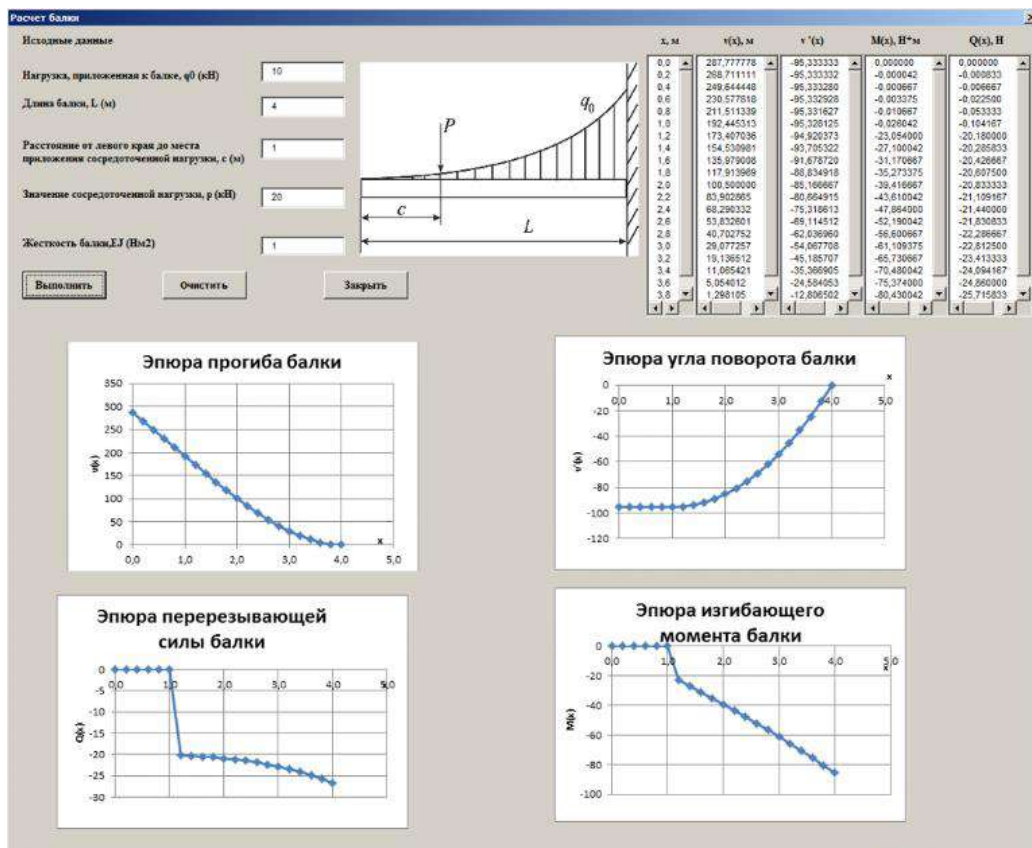 Расчет балки
Исходные данные
Нагрузка, приложенная к балке, q0 (кН) 10
Длина балки, L (м) 4
Расстояние от левого края до места
приложения сосредоточенной нагрузки, с (м) 1
Значение сосредоточенной нагрузки, р (кН) 20
Жесткость балки,EJ (Нм2) 1
Выполнить Очистить Закрыть
P
q0
c
L
x, м v(x), м v '(x) M(x), Н*м Q(x), Н
0,0 287,777778 -95,333333 0,000000 0,000000
0,2 268,711111 -95,333332 -0,000042 -0,000833
0,4 249,644448 -95,333280 -0,000667 -0,006667
0,6 230,577818 -95,332928 -0,003375 -0,022500
0,8 211,511339 -95,331627 -0,010667 -0,053333
1,0 192,445313 -95,328125 -0,026042 -0,104167
1,2 173,407036 -94,920373 -23,054000 -20,180000
1,4 154,538981 -93,705322 -27,100042 -20,285833
1,6 135,979008 -91,678720 -31,170667 -20,426667
1,8 117,913969 -88,834918 -35,273375 -20,607500
2,0 100,500000 -85,166667 -39,416667 -20,833333
2,2 83,902865 -80,664915 -43,610042 -21,109167
2,4 68,290332 -75,318613 -47,864000 -21,440000
2,6 53,832601 -69,114512 -52,190042 -21,830833
2,8 40,702752 -62,036960 -56,600667 -22,286667
3,0 29,077257 -54,067708 -61,109375 -22,812500
3,2 19,136512 -45,185707 -65,730667 -23,413333
3,4 11,065421 -35,366905 -70,480042 -24,094167
3,6 5,054012 -24,584053 -75,374000 -24,860000
3,8 1,298105 -12,806502 -80,430042 -25,715833
Эпюра прогиба балки
350
300
250
200
150
100
50
0
v(x)
x
0,0 1,0 2,0 3,0 4,0 5,0
Эпюра угла поворота балки
x
0
0,0 1,0 2,0 3,0 4,0 5,0
-20
-40
-60
-80
-100
-120
v'(x)
Эпюра перерезывающей
силы балки
0
0,0 1,0 2,0 3,0 4,0 5,0
-5
-10
-15
-20
-25
-30
Q(x)
Эпюра изгибающего
момента балки
0
0,0 1,0 2,0 3,0 4,0 5,0
-20
-40
-60
-80
-100
M(x)